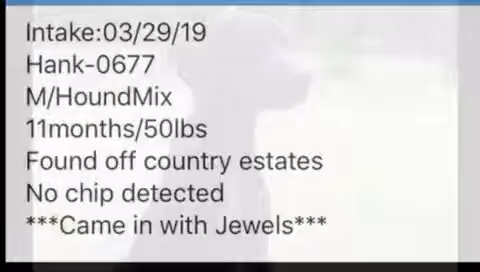 Intake:03/29/19
Hank-0677
M/HoundMix
11months/50lbs
Found off country estates
No chip detected
***Came in with Jewels***